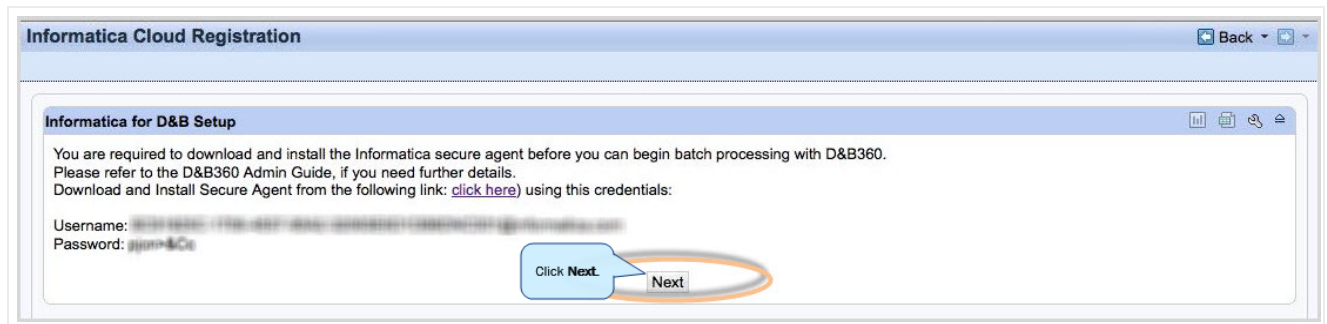 Informatica Cloud Registration
Back
Informatica for D&B Setup
You are required to download and install the Informatica secure agent before you can begin batch processing with D&B360.
Please refer to the D&B360 Admin Guide, if you need further details.
Download and Install Secure Agent from the following link: click here) using this credentials:
Username:
Password:
Click Next.
Next